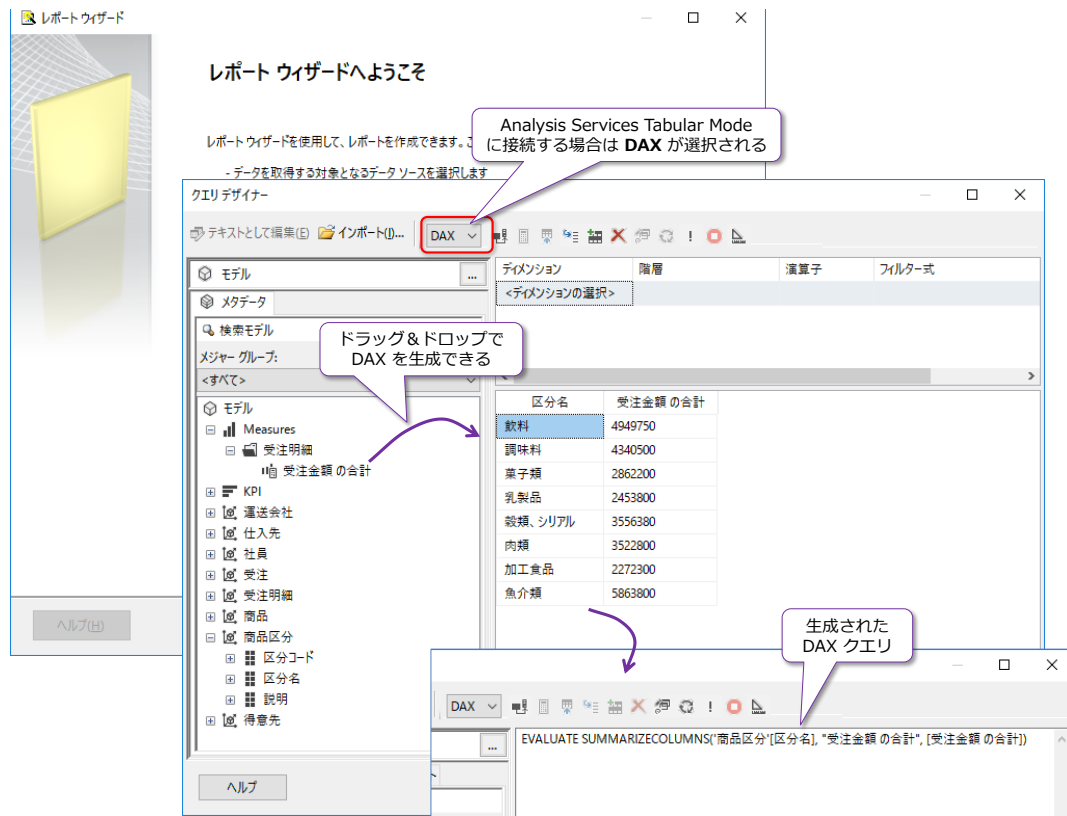 レポート ウィザード
レポート ウィザードへようこそ
レポート ウィザードを使用して、レポートを作成できます。こ
- データを取得する対象となるデータ ソースを選択します
Analysis Services Tabular Mode
に接続する場合は DAX が選択される
クエリ デザイナー
テキストとして編集(E) インポート(I)... DAX
モデル ...
メタデータ
検索モデル
メジャー グループ:
<すべて>
ドラッグ＆ドロップで
DAX を生成できる
モデル
Measures
受注明細
受注金額 の合計
KPI
運送会社
仕入先
社員
受注
受注明細
商品
商品区分
区分コード
区分名
説明
得意先
ディメンション 階層 演算子 フィルター式
<ディメンションの選択>
区分名 受注金額 の合計
飲料 4949750
調味料 4340500
菓子類 2862200
乳製品 2453800
穀類、シリアル 3556380
肉類 3522800
加工食品 2272300
魚介類 5863800
ヘルプ(H)
ヘルプ
生成された
DAX クエリ
DAX
...
EVALUATE SUMMARIZECOLUMNS('商品区分'[区分名], "受注金額 の合計", [受注金額 の合計])